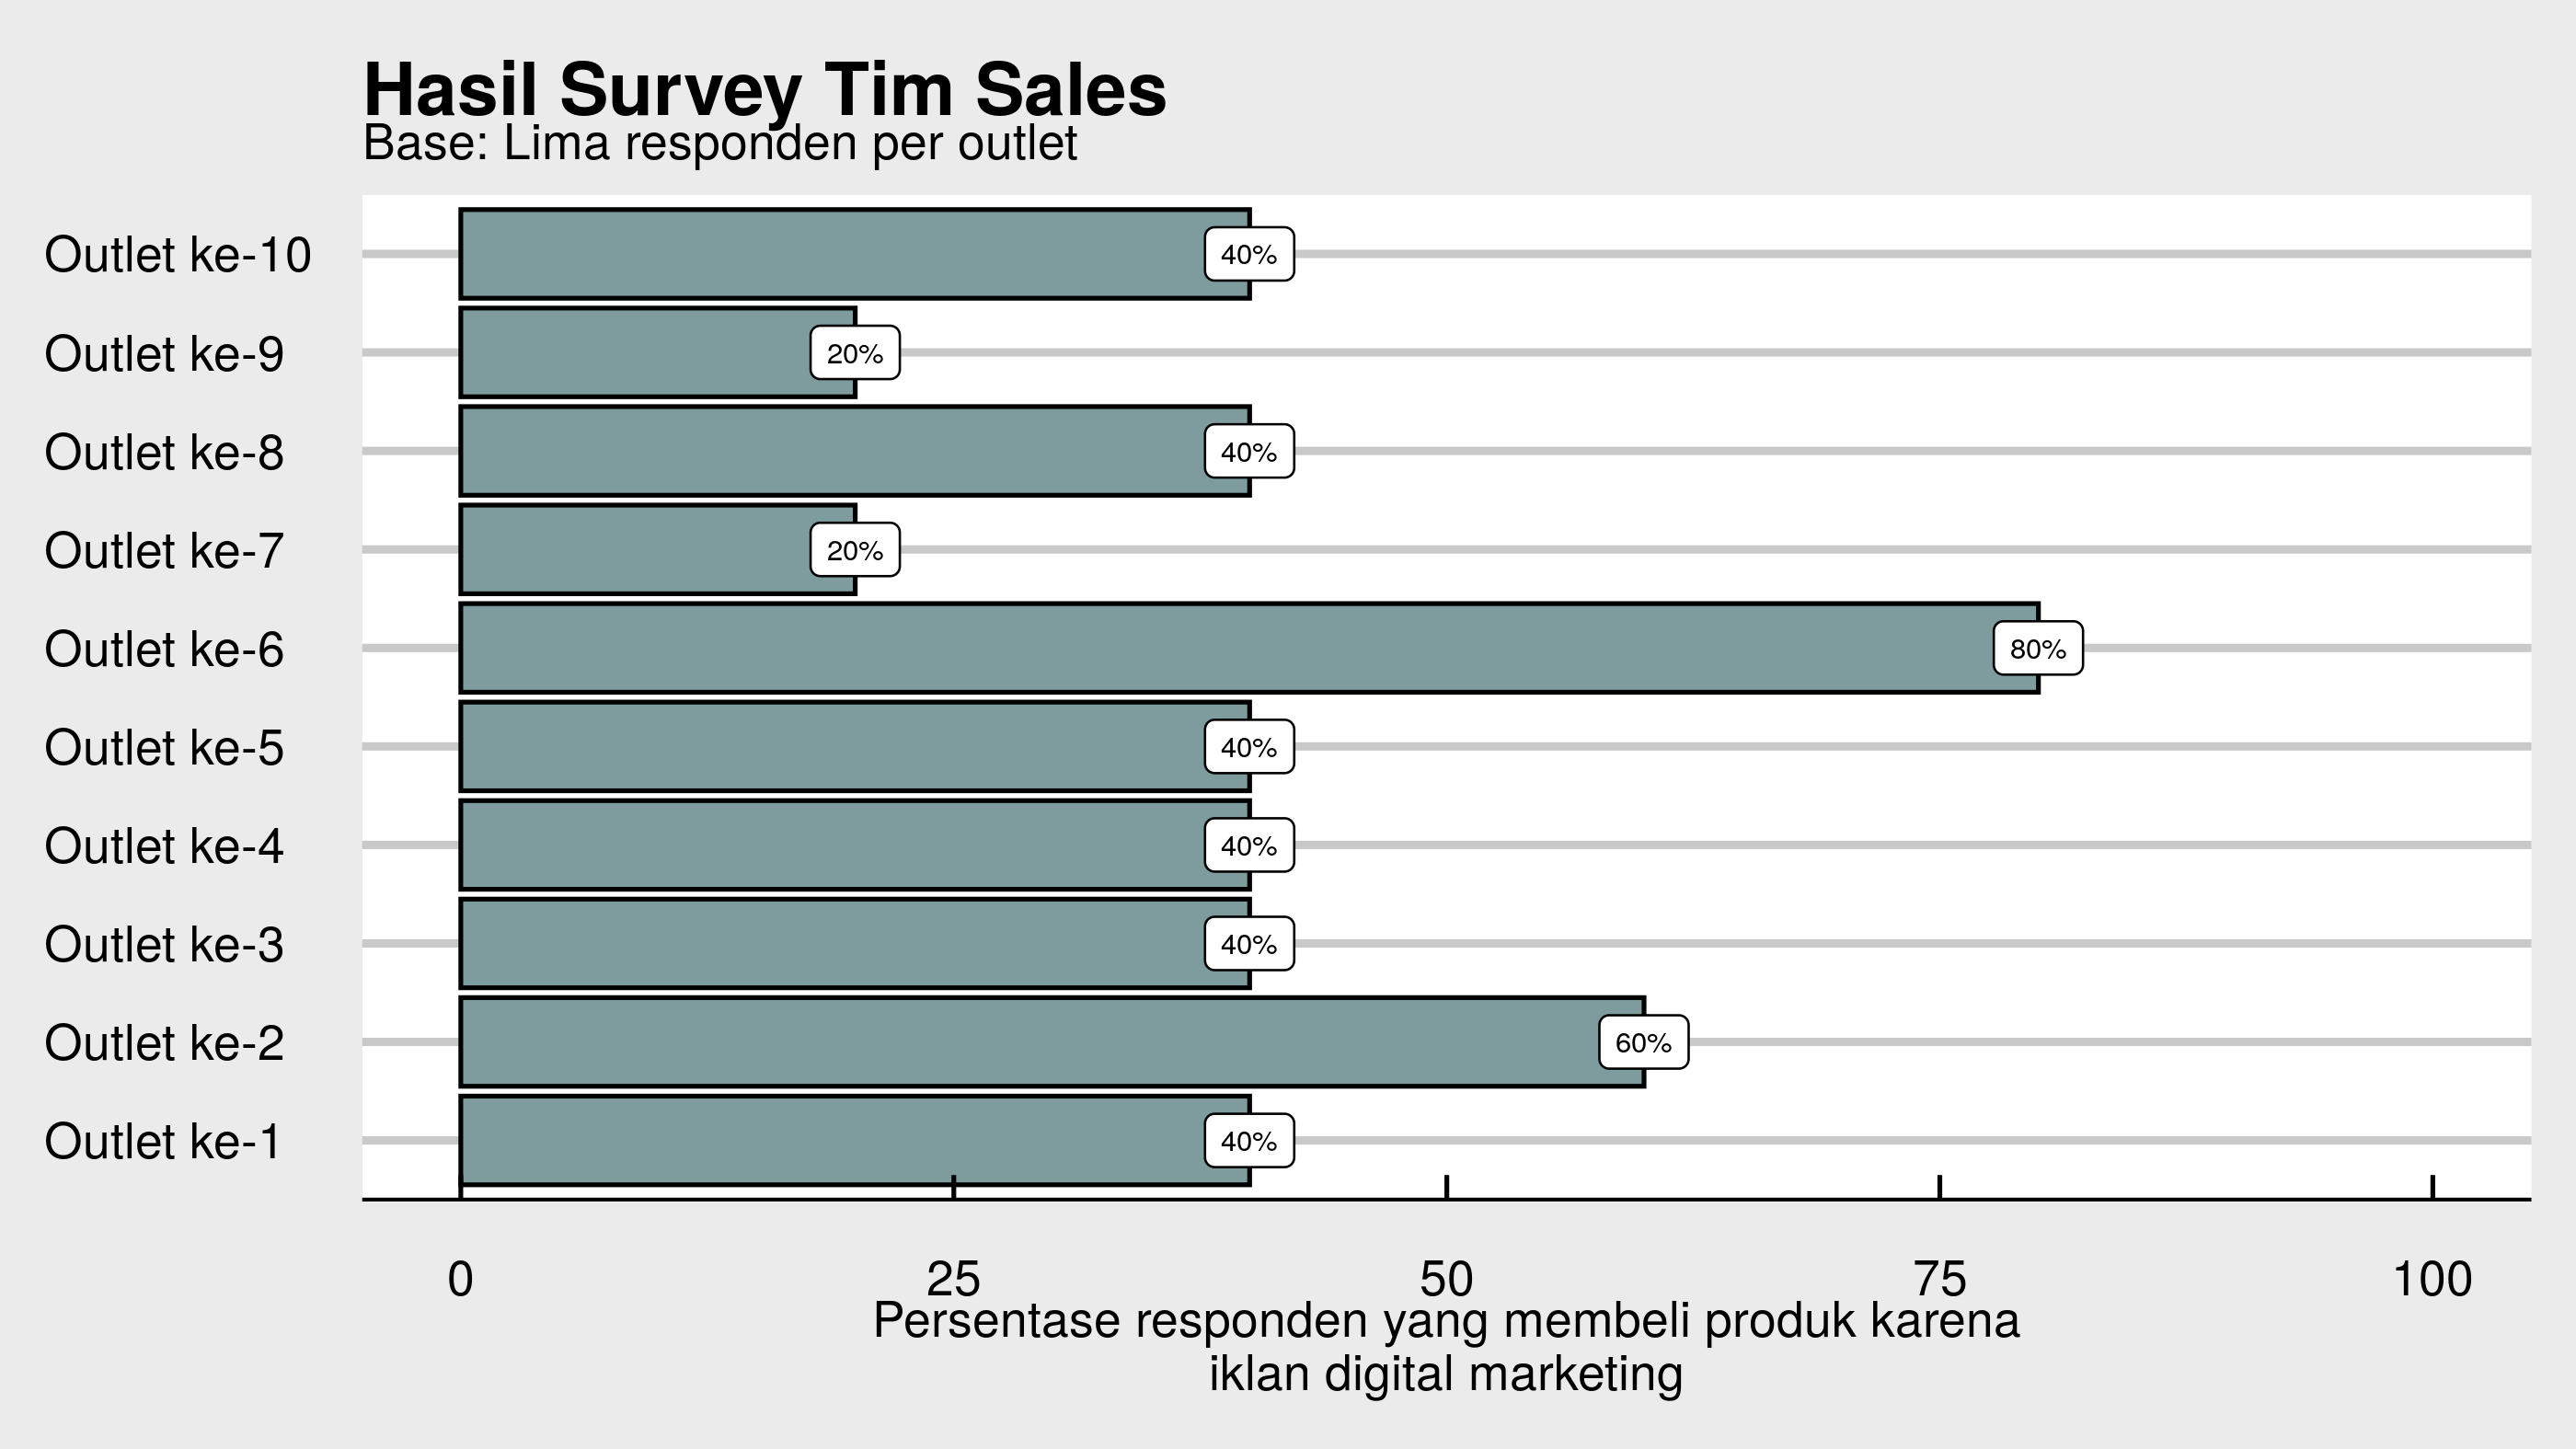 Hasil Survey Tim Sales
Base: Lima responden per outlet
Outlet ke-10
40%
Outlet ke-9
20%
Outlet ke-8
40%
Outlet ke-7
20%
Outlet ke-6
80%
Outlet ke-5
40%
Outlet ke-4
40%
Outlet ke-3
40%
Outlet ke-2
60%
Outlet ke-1
40%
0 25 50 75 100
Persentase responden yang membeli produk karena
iklan digital marketing